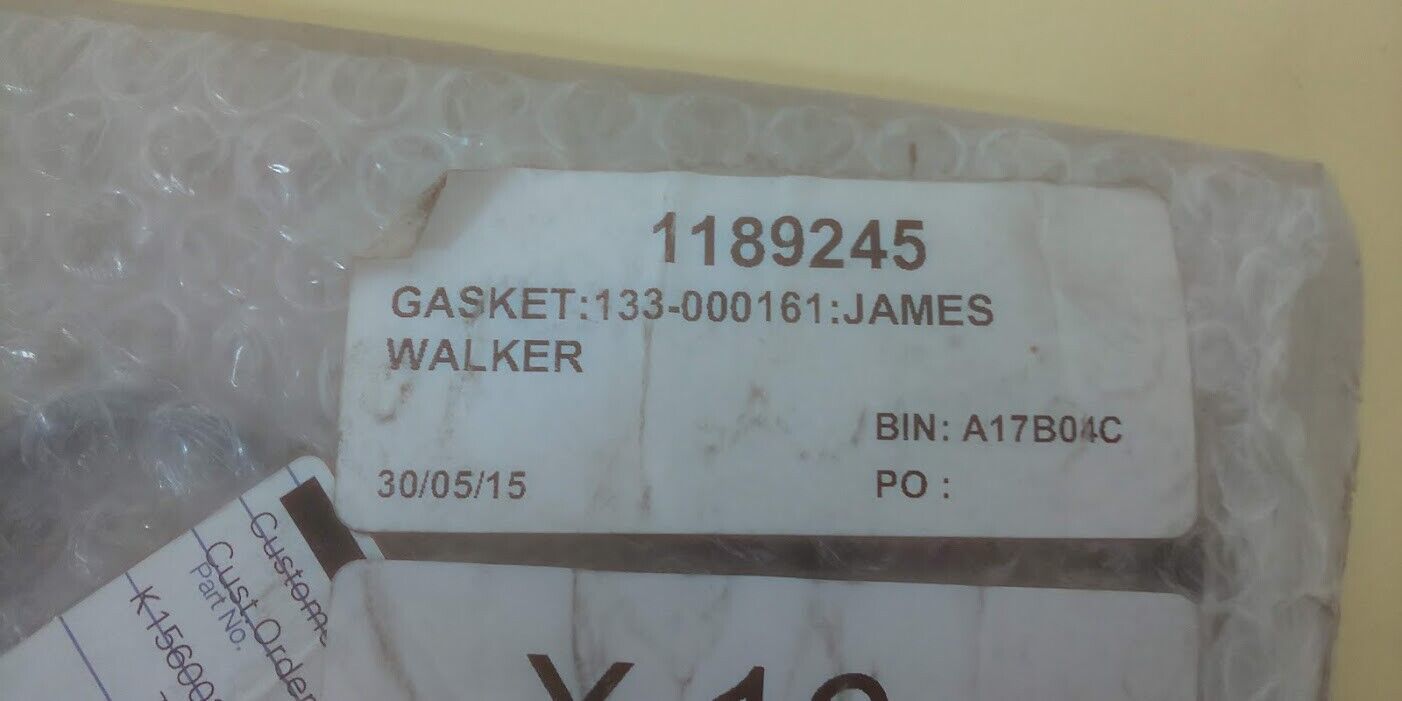 1189245
GASKET:133-000161:JAMES
WALKER
BIN: A17B04C
30/05/15
PO :
Cust. Order
Part No.